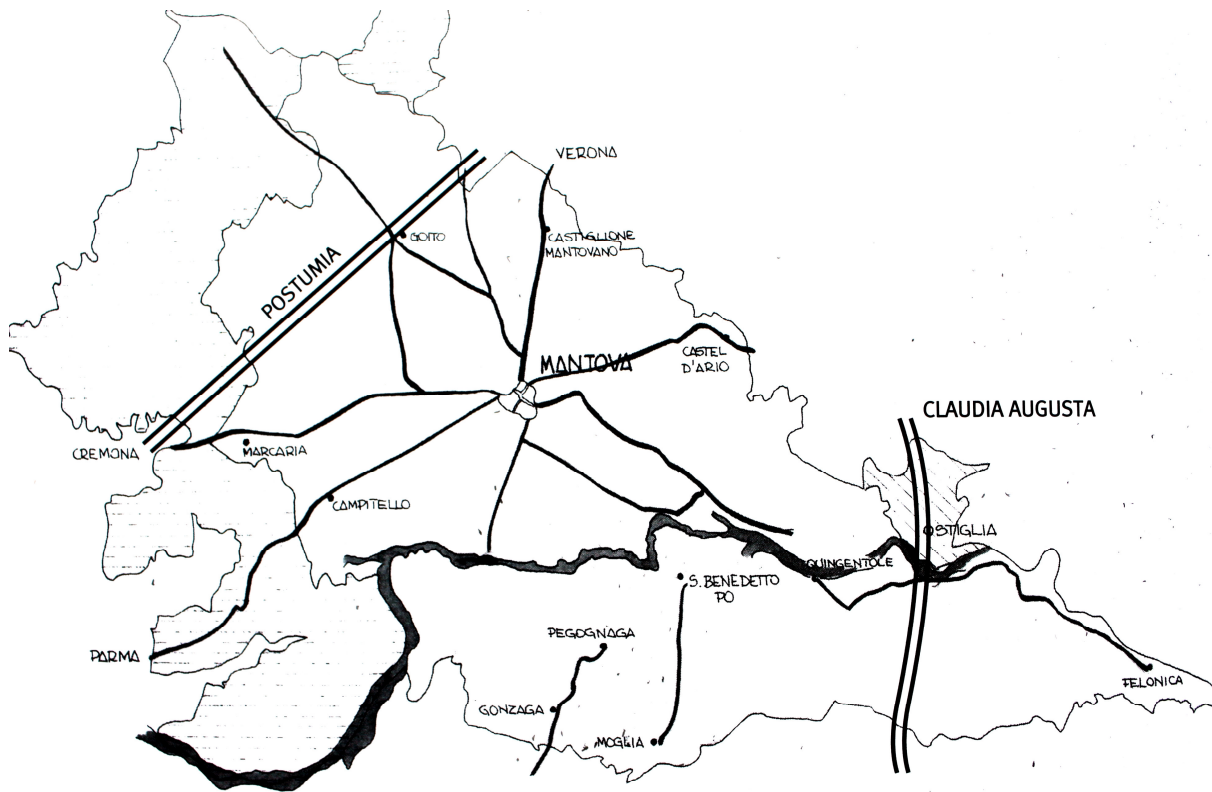 VERONA
GOITO
CASTIGLIONE
MANTOVANO
POSTUMIA
MANTOVA
CASTEL
D'ARIO
CLAUDIA AUGUSTA
CREMONA
MARCARIA
CAMPITELLO
OSTIGLIA
QUINGENTOLE
S. BENEDETTO
PO
PEGOGNAGA
PARMA
FELONICA
GONZAGA
MOGLIA